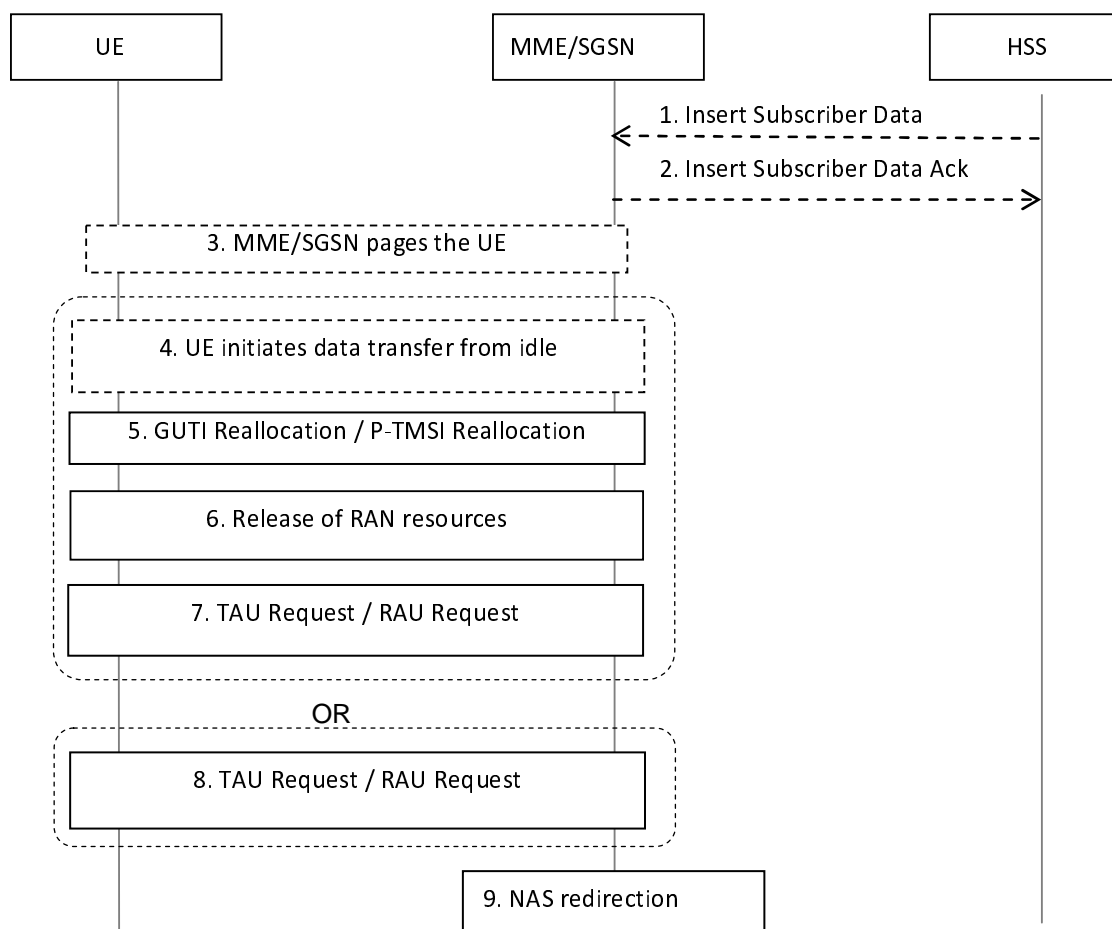 UE
MME/SGSN
HSS
1. Insert Subscriber Data
2. Insert Subscriber Data Ack
3. MME/SGSN pages the UE
4. UE initiates data transfer from idle
5. GUTI Reallocation / P-TMSI Reallocation
6. Release of RAN resources
7. TAU Request / RAU Request
OR
8. TAU Request / RAU Request
9. NAS redirection